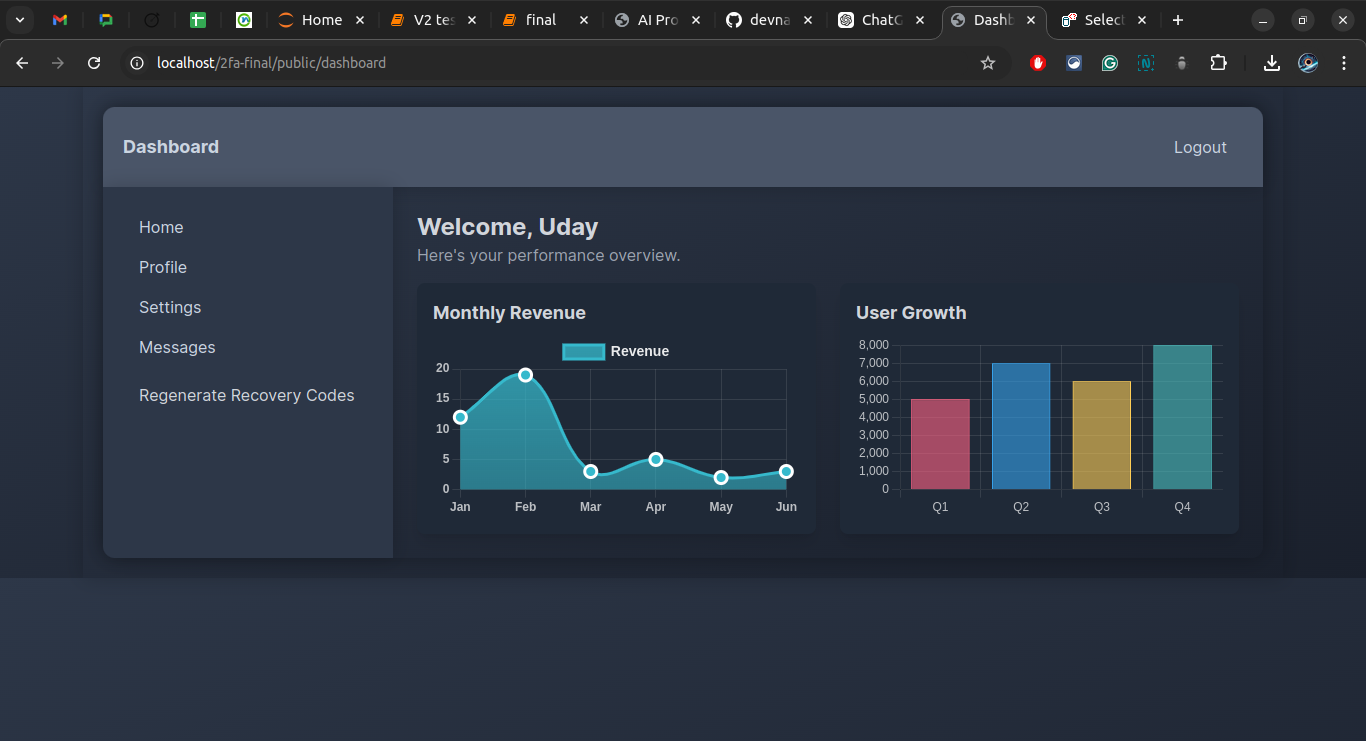 Home
V2 tes
final
AI Pro
devna
ChatG
Dashb
Select
localhost/2fa-final/public/dashboard
Dashboard
Logout
Home
Profile
Settings
Messages
Regenerate Recovery Codes
Welcome, Uday
Here's your performance overview.
Monthly Revenue
Revenue
20
15
10
5
0
Jan Feb Mar Apr May Jun
User Growth
8,000
7,000
6,000
5,000
4,000
3,000
2,000
1,000
0
Q1 Q2 Q3 Q4